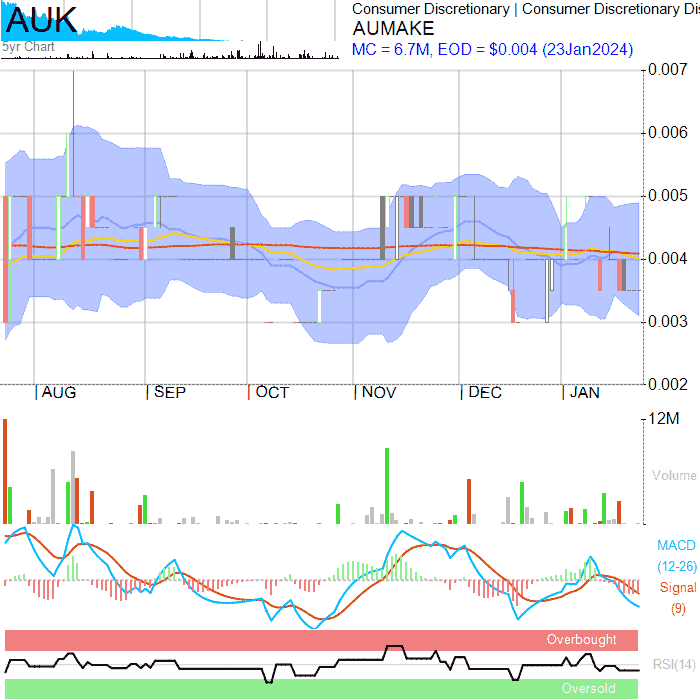 AUK
5yr Chart
Consumer Discretionary | Consumer Discretionary Dis
AUMAKE
MC = 6.7M, EOD = $0.004 (23Jan2024)
0.007
0.006
0.005
0.004
0.003
0.002
AUG SEP OCT NOV DEC JAN
12M
Volume
MACD
(12-26)
Signal
(9)
Overbought
RSI(14)
Oversold